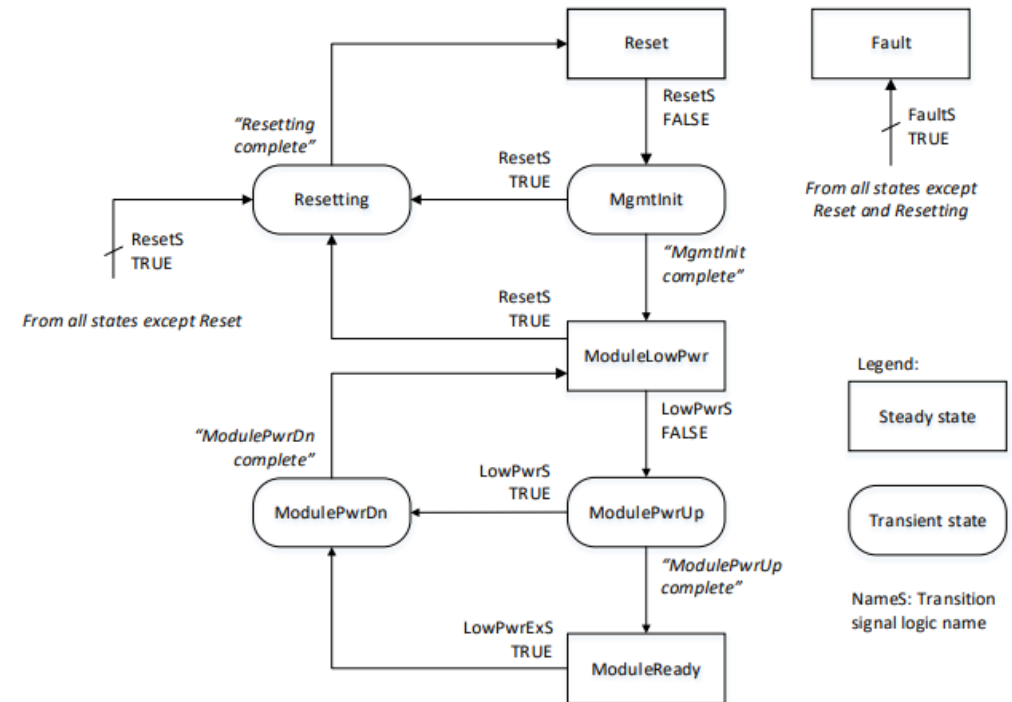 Reset
Fault
ResetS
FALSE
FaultS
TRUE
“Resetting
complete”
ResetS
TRUE
Resetting
MgmtInit
From all states except
Reset and Resetting
ResetS
TRUE
“MgmtInit
complete”
From all states except Reset
ResetS
TRUE
ModuleLowPwr
Legend:
LowPwrS
FALSE
Steady state
“ModulePwrDn
complete”
LowPwrS
TRUE
ModulePwrDn
ModulePwrUp
Transient state
“ModulePwrUp
complete”
NameS: Transition
signal logic name
LowPwrExS
TRUE
ModuleReady